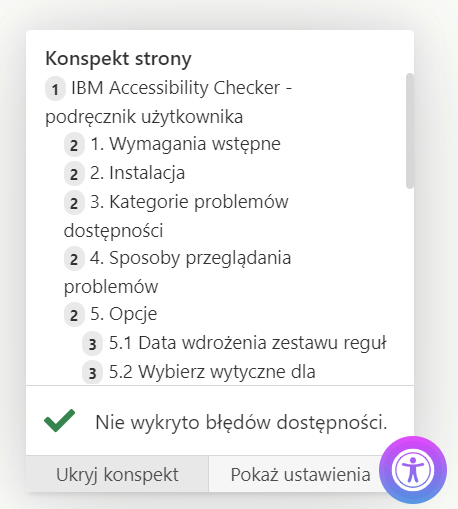 Konspekt strony
1 IBM Accessibility Checker -
podręcznik użytkownika
2 1. Wymagania wstępne
2 2. Instalacja
2 3. Kategorie problemów
dostępności
2 4. Sposoby przeglądania
problemów
2 5. Opcje
3 5.1 Data wdrożenia zestawu reguł
3 5.2 Wybierz wytyczne dla
Nie wykryto błędów dostępności.
Ukryj konspekt Pokaż ustawienia